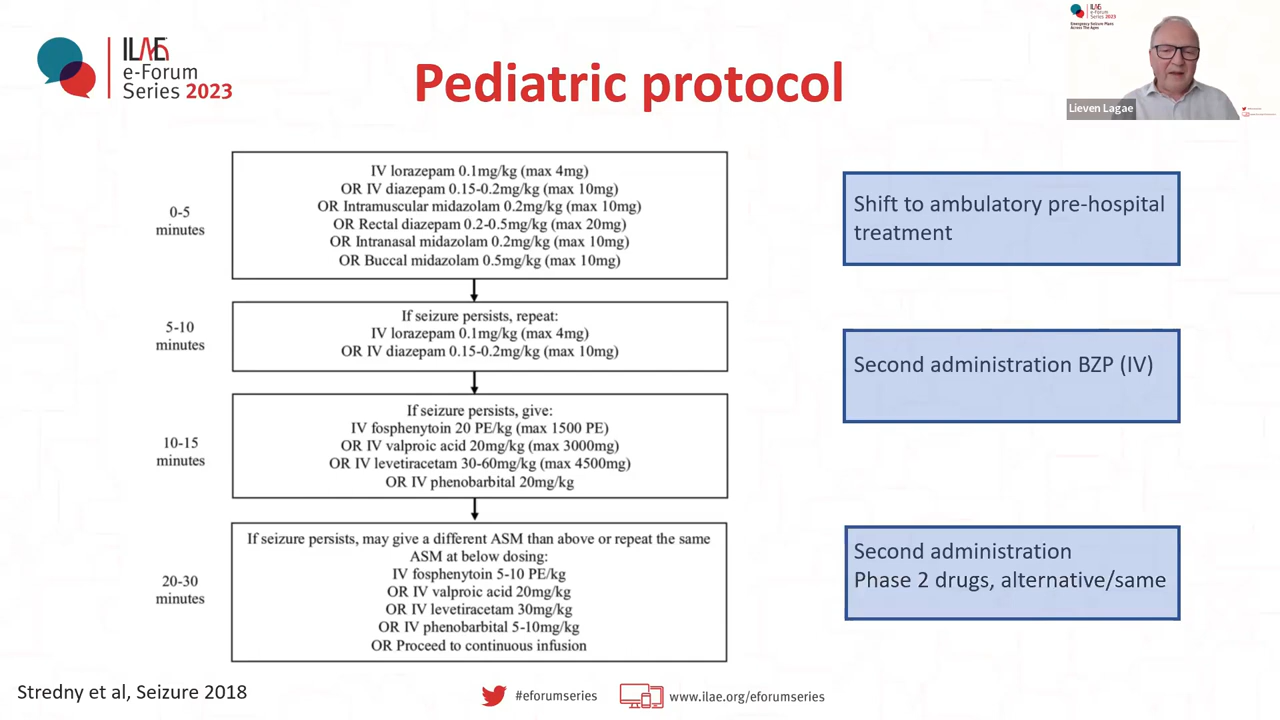 ILAE
e-Forum
Series 2023
Pediatric protocol
ILAE
e-Forum
Series 2023
Emergency Seizure Plans
Across The Ages
Lieven Lagae
0-5
minutes
IV lorazepam 0.1mg/kg (max 4mg)
OR IV diazepam 0.15-0.2mg/kg (max 10mg)
OR Intramuscular midazolam 0.2mg/kg (max 10mg)
OR Rectal diazepam 0.2-0.5mg/kg (max 20mg)
OR Intranasal midazolam 0.2mg/kg (max 10mg)
OR Buccal midazolam 0.5mg/kg (max 10mg)
Shift to ambulatory pre-hospital
treatment
5-10
minutes
If seizure persists, repeat:
IV lorazepam 0.1mg/kg (max 4mg)
OR IV diazepam 0.15-0.2mg/kg (max 10mg)
Second administration BZP (IV)
10-15
minutes
If seizure persists, give:
IV fosphenytoin 20 PE/kg (max 1500 PE)
OR IV valproic acid 20mg/kg (max 3000mg)
OR IV levetiracetam 30-60mg/kg (max 4500mg)
OR IV phenobarbital 20mg/kg
20-30
minutes
If seizure persists, may give a different ASM than above or repeat the same
ASM at below dosing:
IV fosphenytoin 5-10 PE/kg
OR IV valproic acid 20mg/kg
OR IV levetiracetam 30mg/kg
OR IV phenobarbital 5-10mg/kg
OR Proceed to continuous infusion
Second administration
Phase 2 drugs, alternative/same
Stredny et al, Seizure 2018
#eforumseries
www.ilae.org/eforumseries